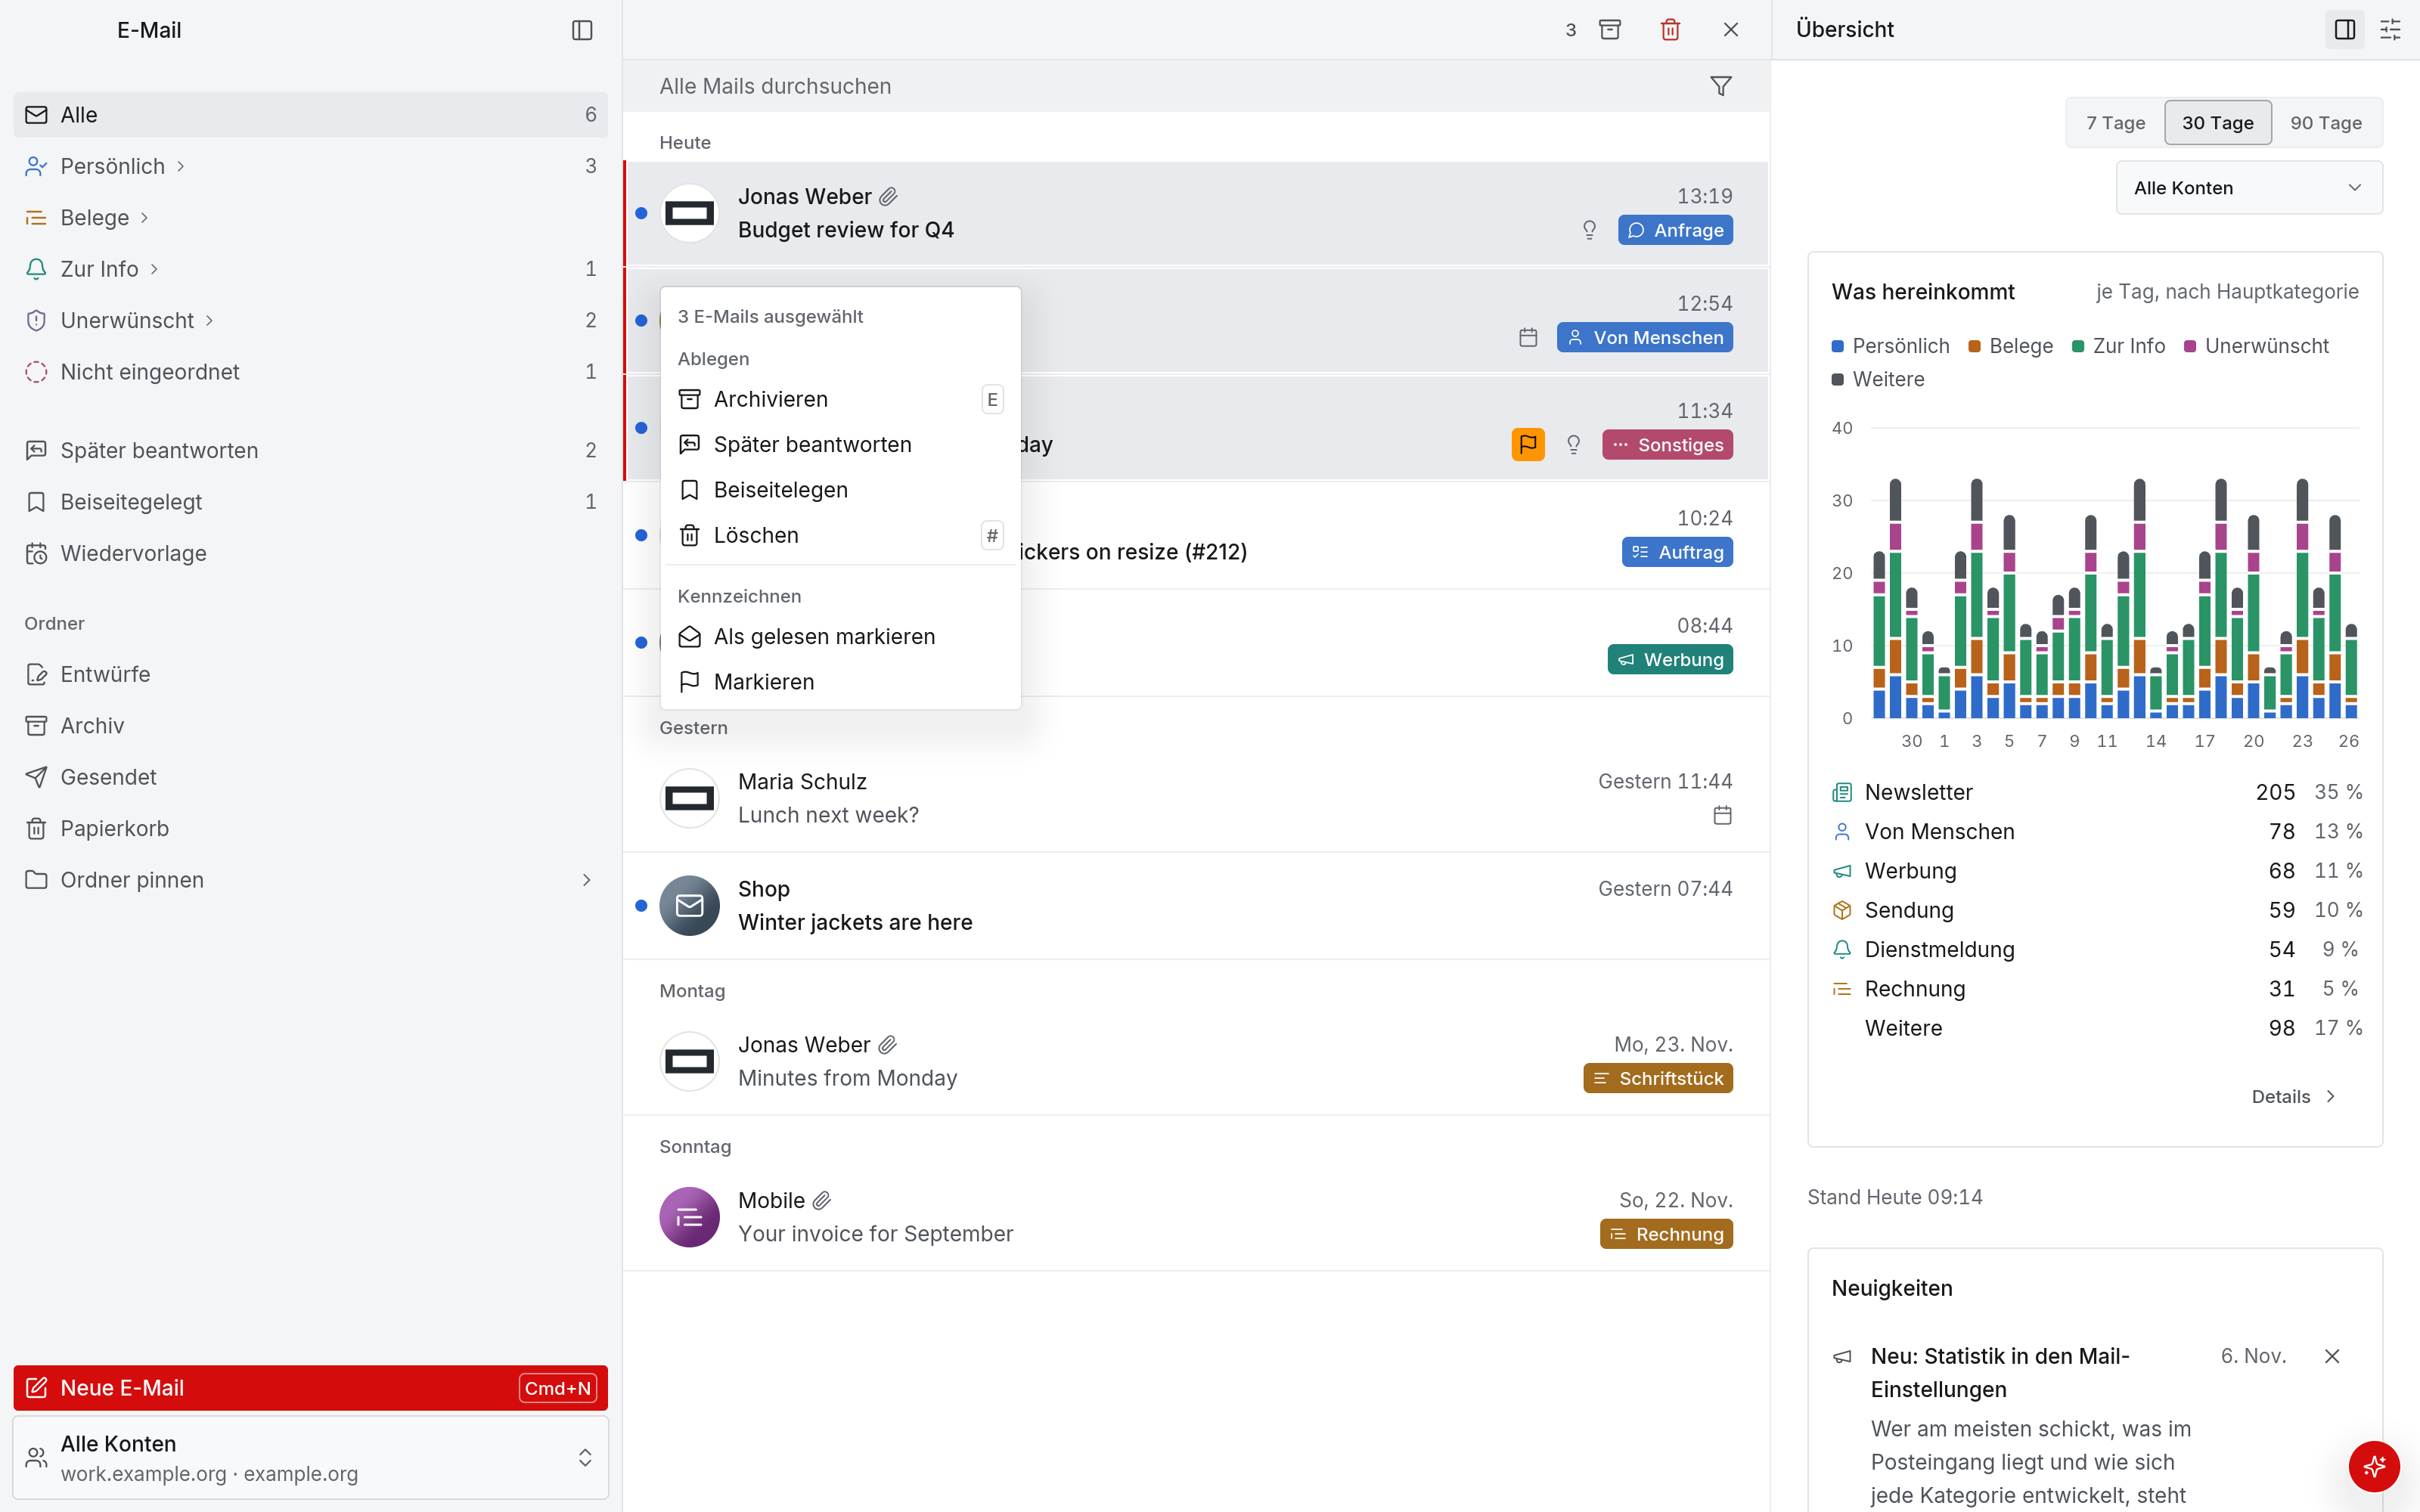 E-Mail
Alle 6
Persönlich 3
Belege
Zur Info 1
Unerwünscht 2
Nicht eingeordnet 1
Später beantworten 2
Beiseitegelegt 1
Wiedervorlage
Ordner
Entwürfe
Archiv
Gesendet
Papierkorb
Ordner pinnen
Neue E-Mail Cmd+N
Alle Konten
work.example.org · example.org
3
Alle Mails durchsuchen
Heute
Jonas Weber 13:19
Budget review for Q4 Anfrage
12:54
Von Menschen
11:34
day Sonstiges
10:24
ickers on resize (#212) Auftrag
08:44
Werbung
3 E-Mails ausgewählt
Ablegen
Archivieren E
Später beantworten
Beiseitelegen
Löschen #
Kennzeichnen
Als gelesen markieren
Markieren
Gestern
Maria Schulz Gestern 11:44
Lunch next week?
Shop Gestern 07:44
Winter jackets are here
Montag
Jonas Weber Mo, 23. Nov.
Minutes from Monday Schriftstück
Sonntag
Mobile So, 22. Nov.
Your invoice for September Rechnung
Übersicht
7 Tage 30 Tage 90 Tage
Alle Konten
Was hereinkommt je Tag, nach Hauptkategorie
Persönlich Belege Zur Info Unerwünscht
Weitere
40
30
20
10
0
30 1 3 5 7 9 11 14 17 20 23 26
Newsletter 205 35 %
Von Menschen 78 13 %
Werbung 68 11 %
Sendung 59 10 %
Dienstmeldung 54 9 %
Rechnung 31 5 %
Weitere 98 17 %
Details
Stand Heute 09:14
Neuigkeiten
Neu: Statistik in den Mail- 6. Nov.
Einstellungen
Wer am meisten schickt, was im
Posteingang liegt und wie sich
jede Kategorie entwickelt, steht